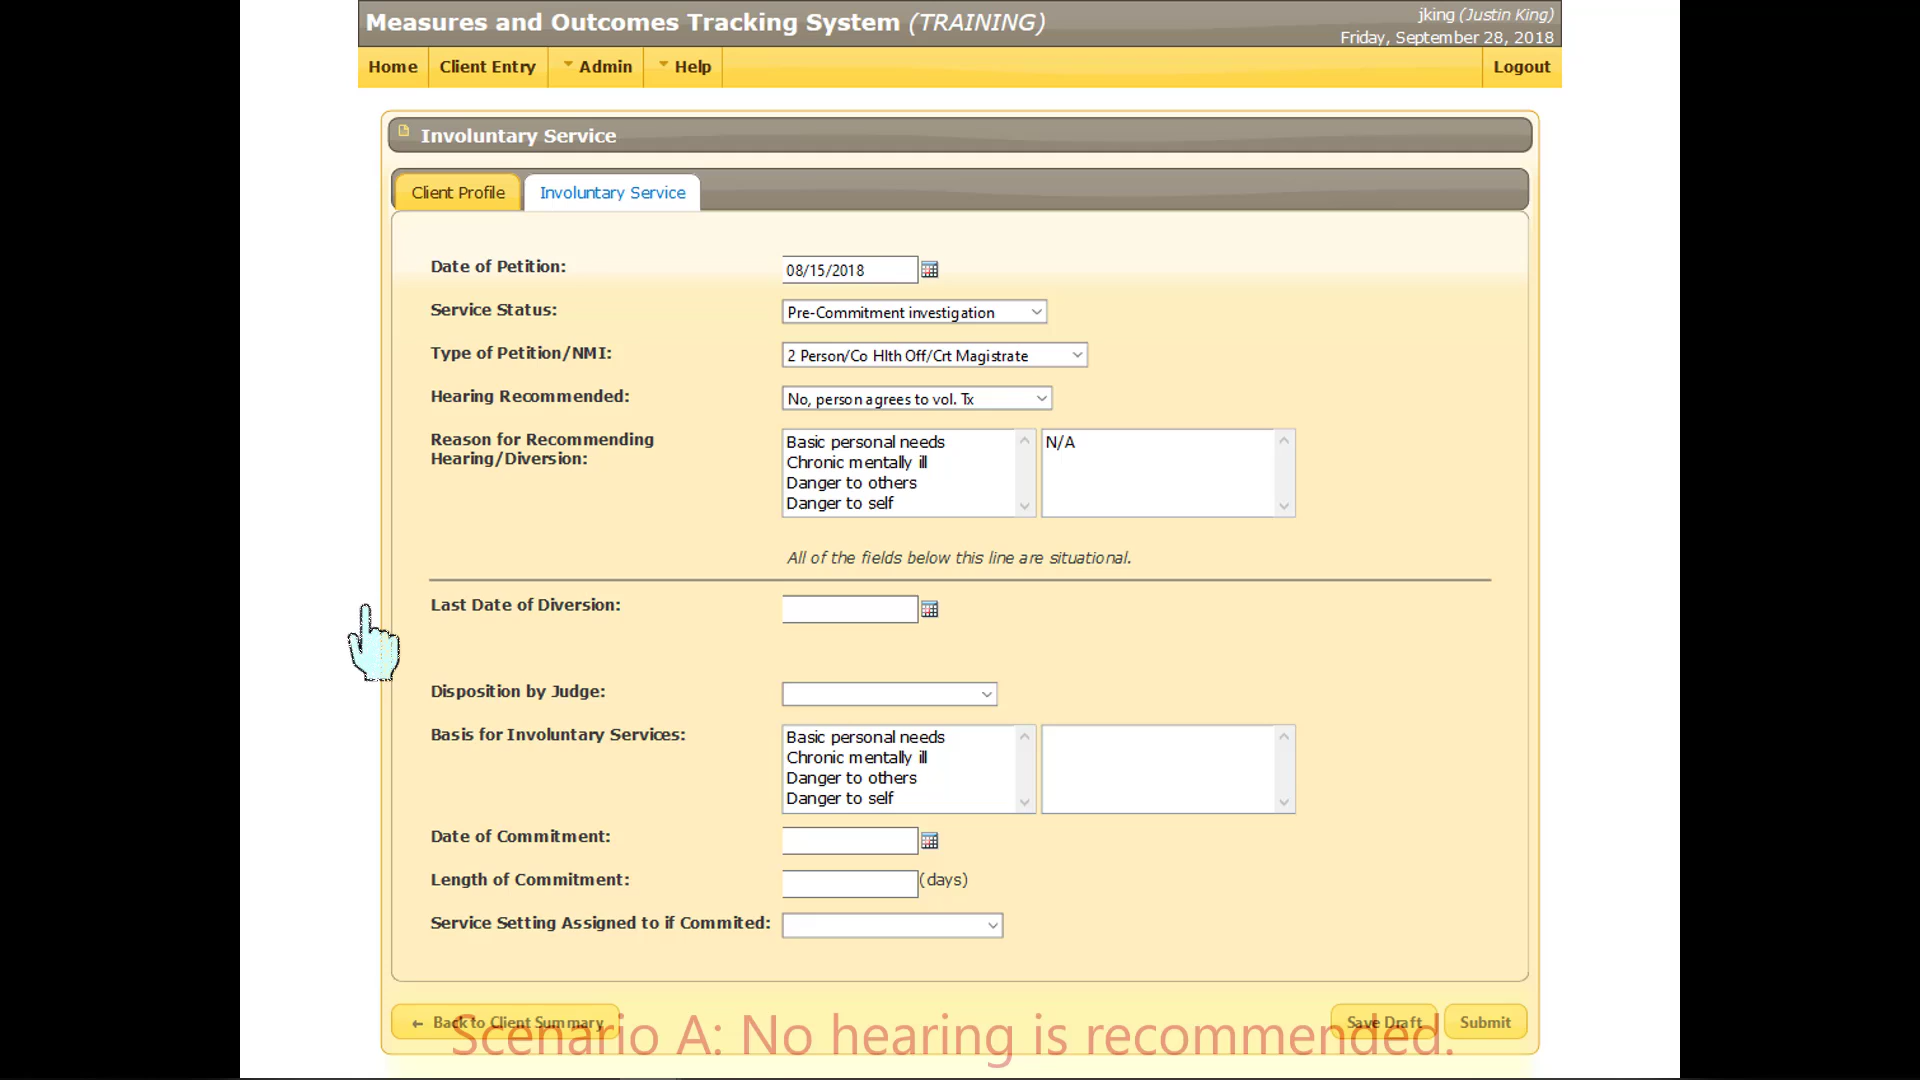 Measures and Outcomes Tracking System (TRAINING)
jking (Justin King)
Friday, September 28, 2018
Home
Client Entry
Admin
Help
Logout
Involuntary Service
Client Profile
Involuntary Service
Date of Petition:
08/15/2018
Service Status:
Pre-Commitment investigation
Type of Petition/NMI:
2 Person/Co Hlth Off/Crt Magistrate
Hearing Recommended:
No, person agrees to vol. Tx
Reason for Recommending
Hearing/Diversion:
Basic personal needs
Chronic mentally ill
Danger to others
Danger to self
N/A
All of the fields below this line are situational.
Last Date of Diversion:
Disposition by Judge:
Basis for Involuntary Services:
Basic personal needs
Chronic mentally ill
Danger to others
Danger to self
Date of Commitment:
Length of Commitment:
(days)
Service Setting Assigned to if Commited:
← Back to Client Summary
Save Draft
Submit
Scenario A: No hearing is recommended.